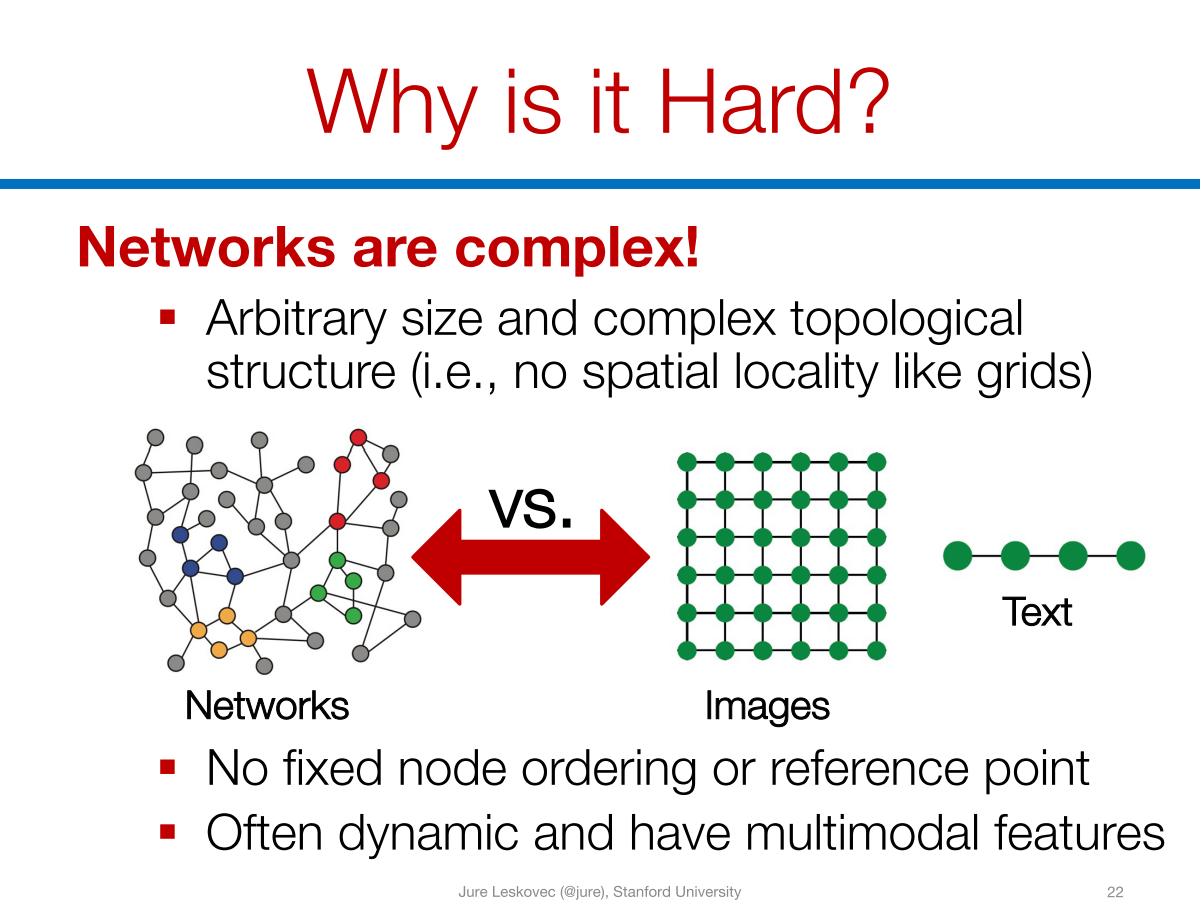 Why is it Hard?
Networks are complex!
▪ Arbitrary size and complex topological
structure (i.e., no spatial locality like grids)
vs.
Text
Networks
Images
▪ No fixed node ordering or reference point
▪ Often dynamic and have multimodal features
Jure Leskovec (@jure), Stanford University
22